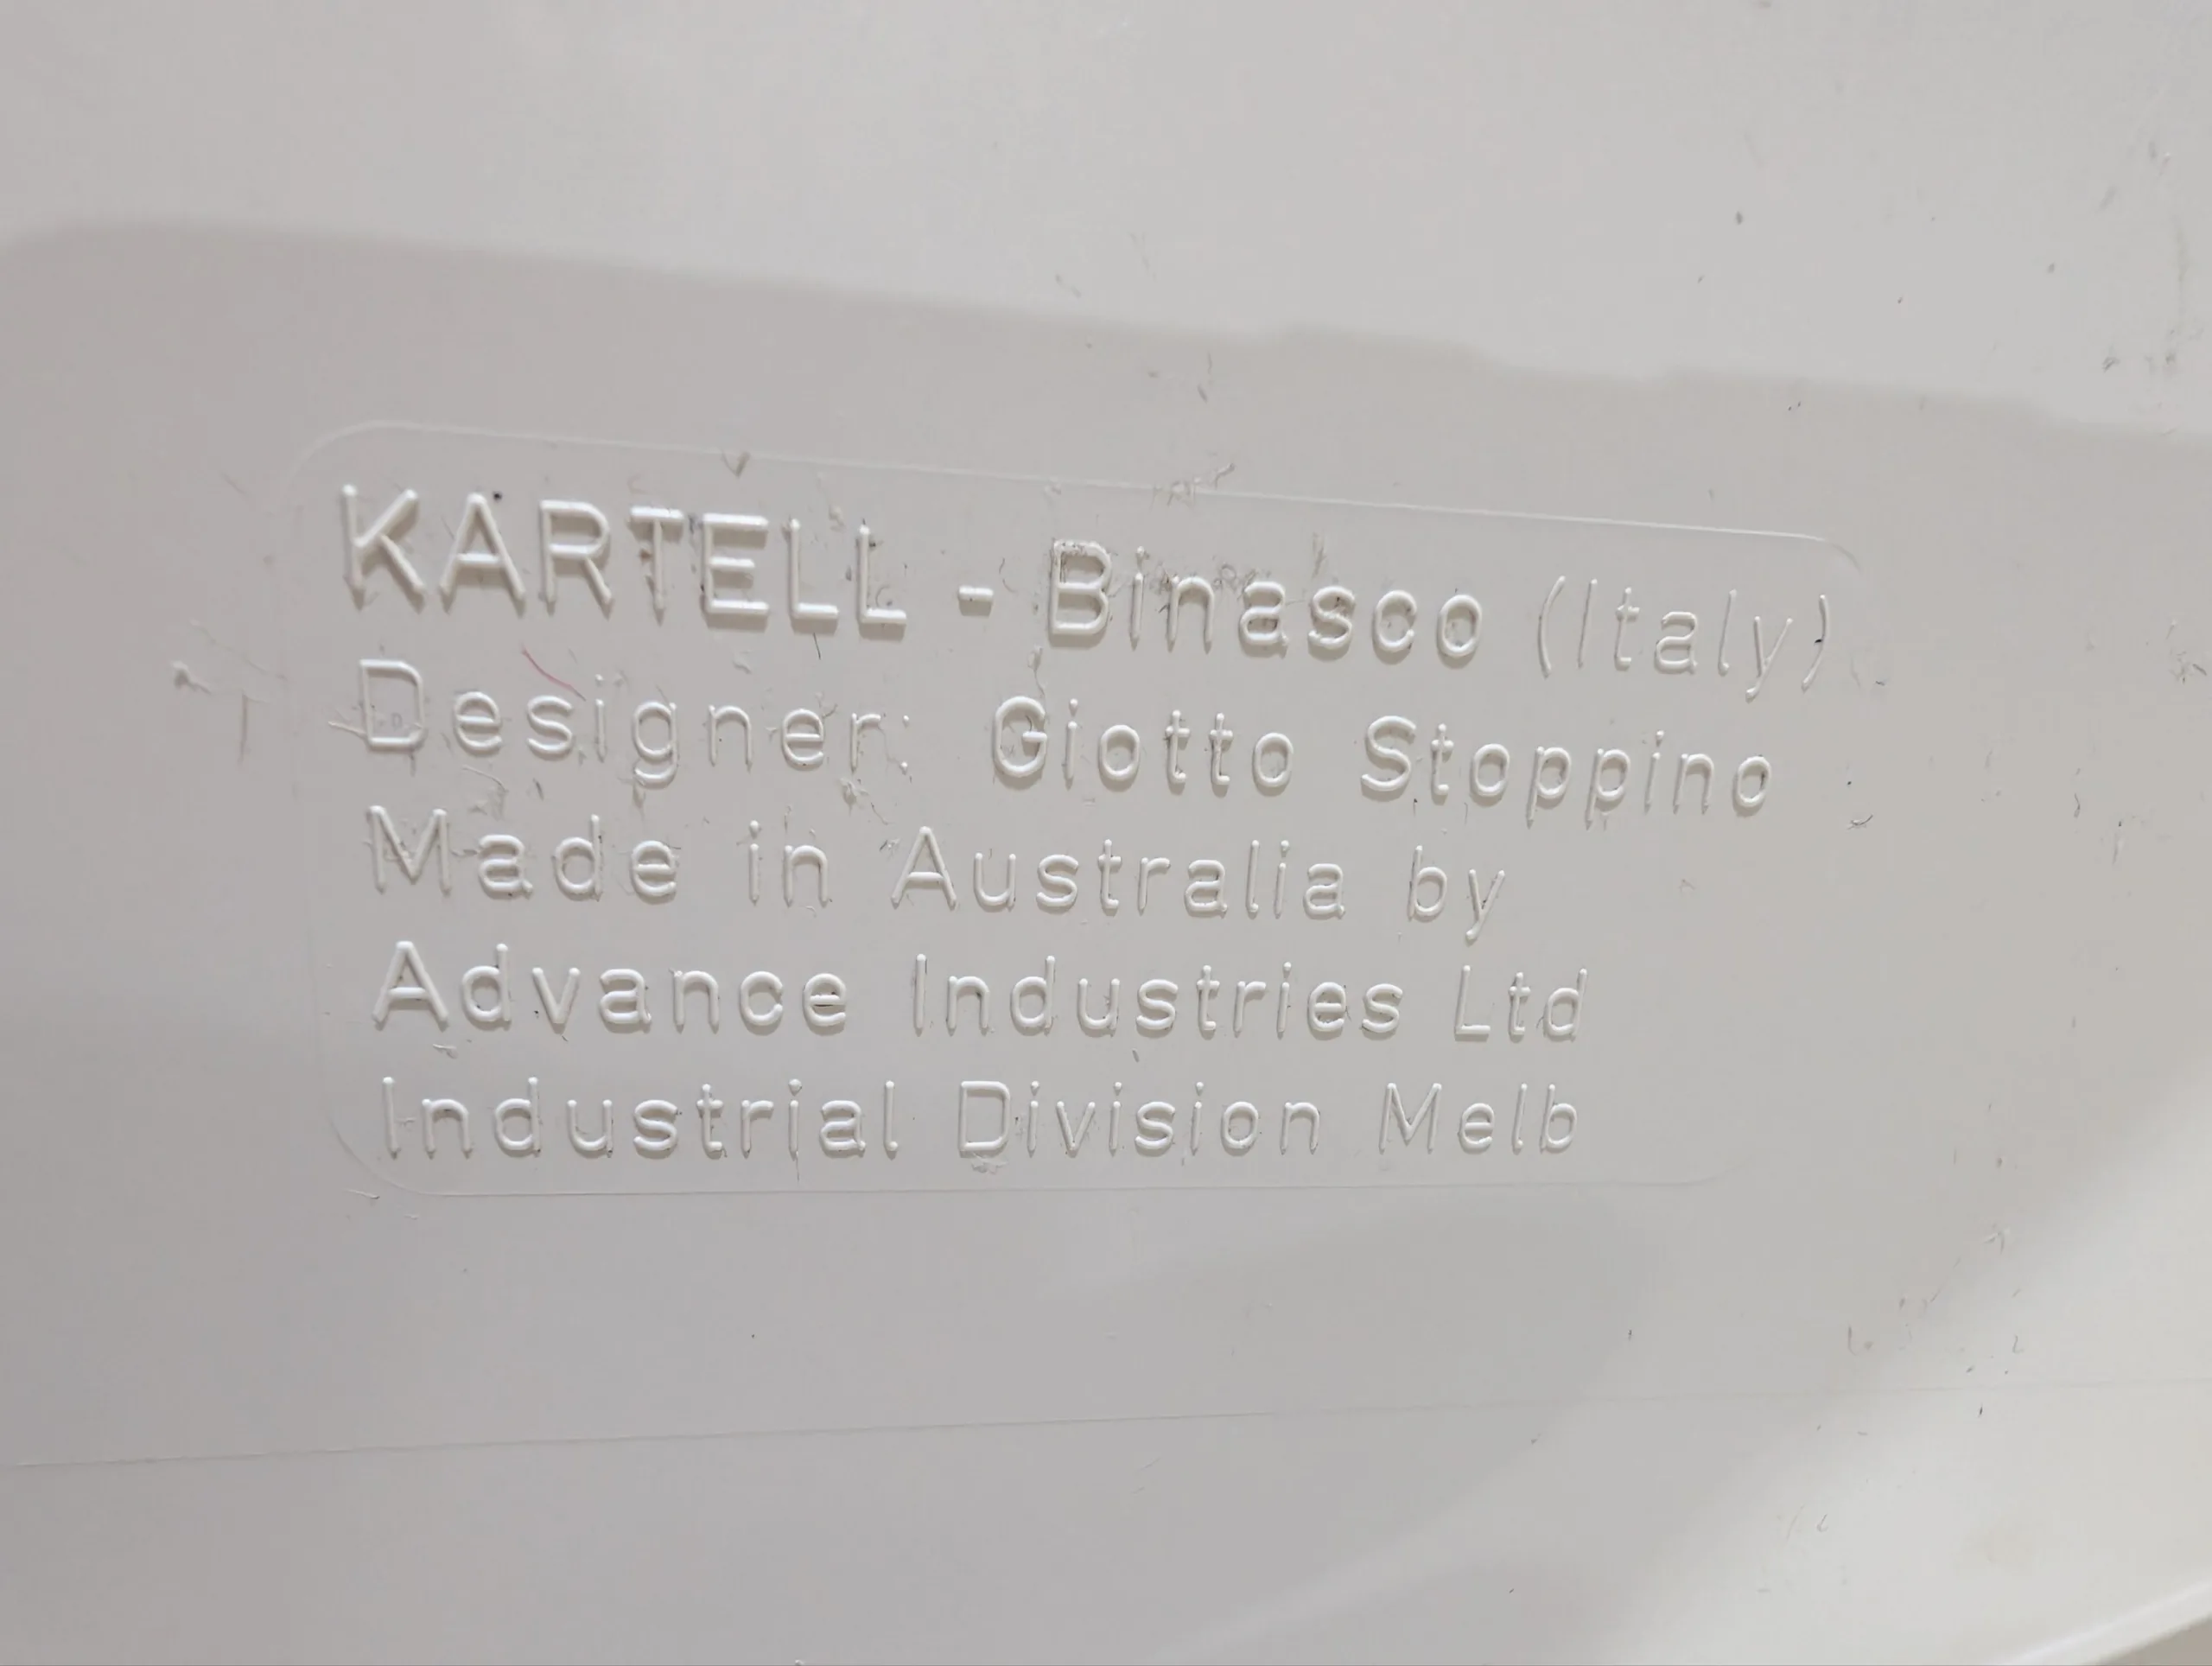 KARTELL - Binasco (Italy)
Designer: Giotto Stoppino
Made in Australia by
Advance Industries Ltd
Industrial Division Melb